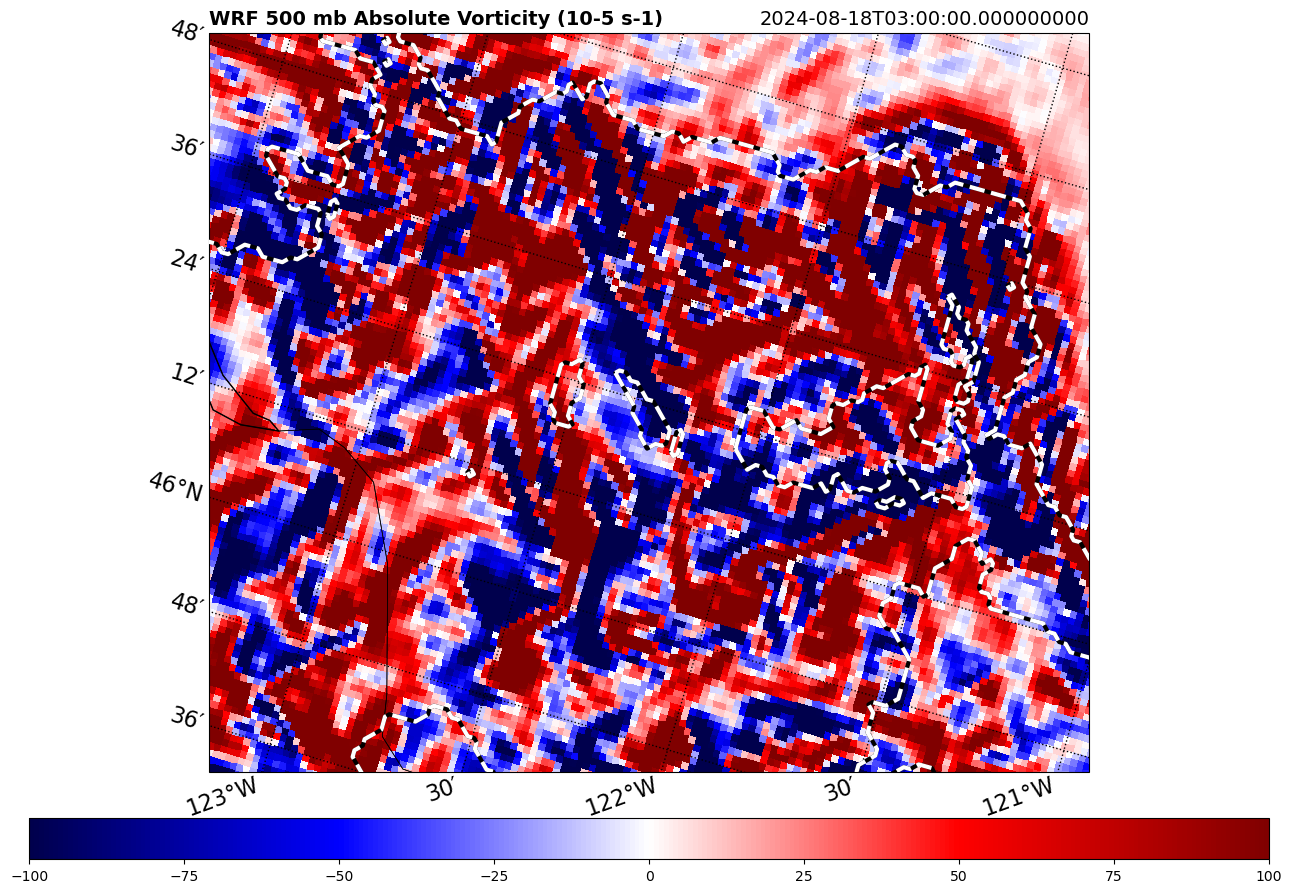 WRF 500 mb Absolute Vorticity (10-5 s-1) 2024-08-18T03:00:00.000000000
48′
36′
24′
12′
46°N
48′
36′
123°W 30′ 122°W 30′ 121°W
−100 −75 −50 −25 0 25 50 75 100